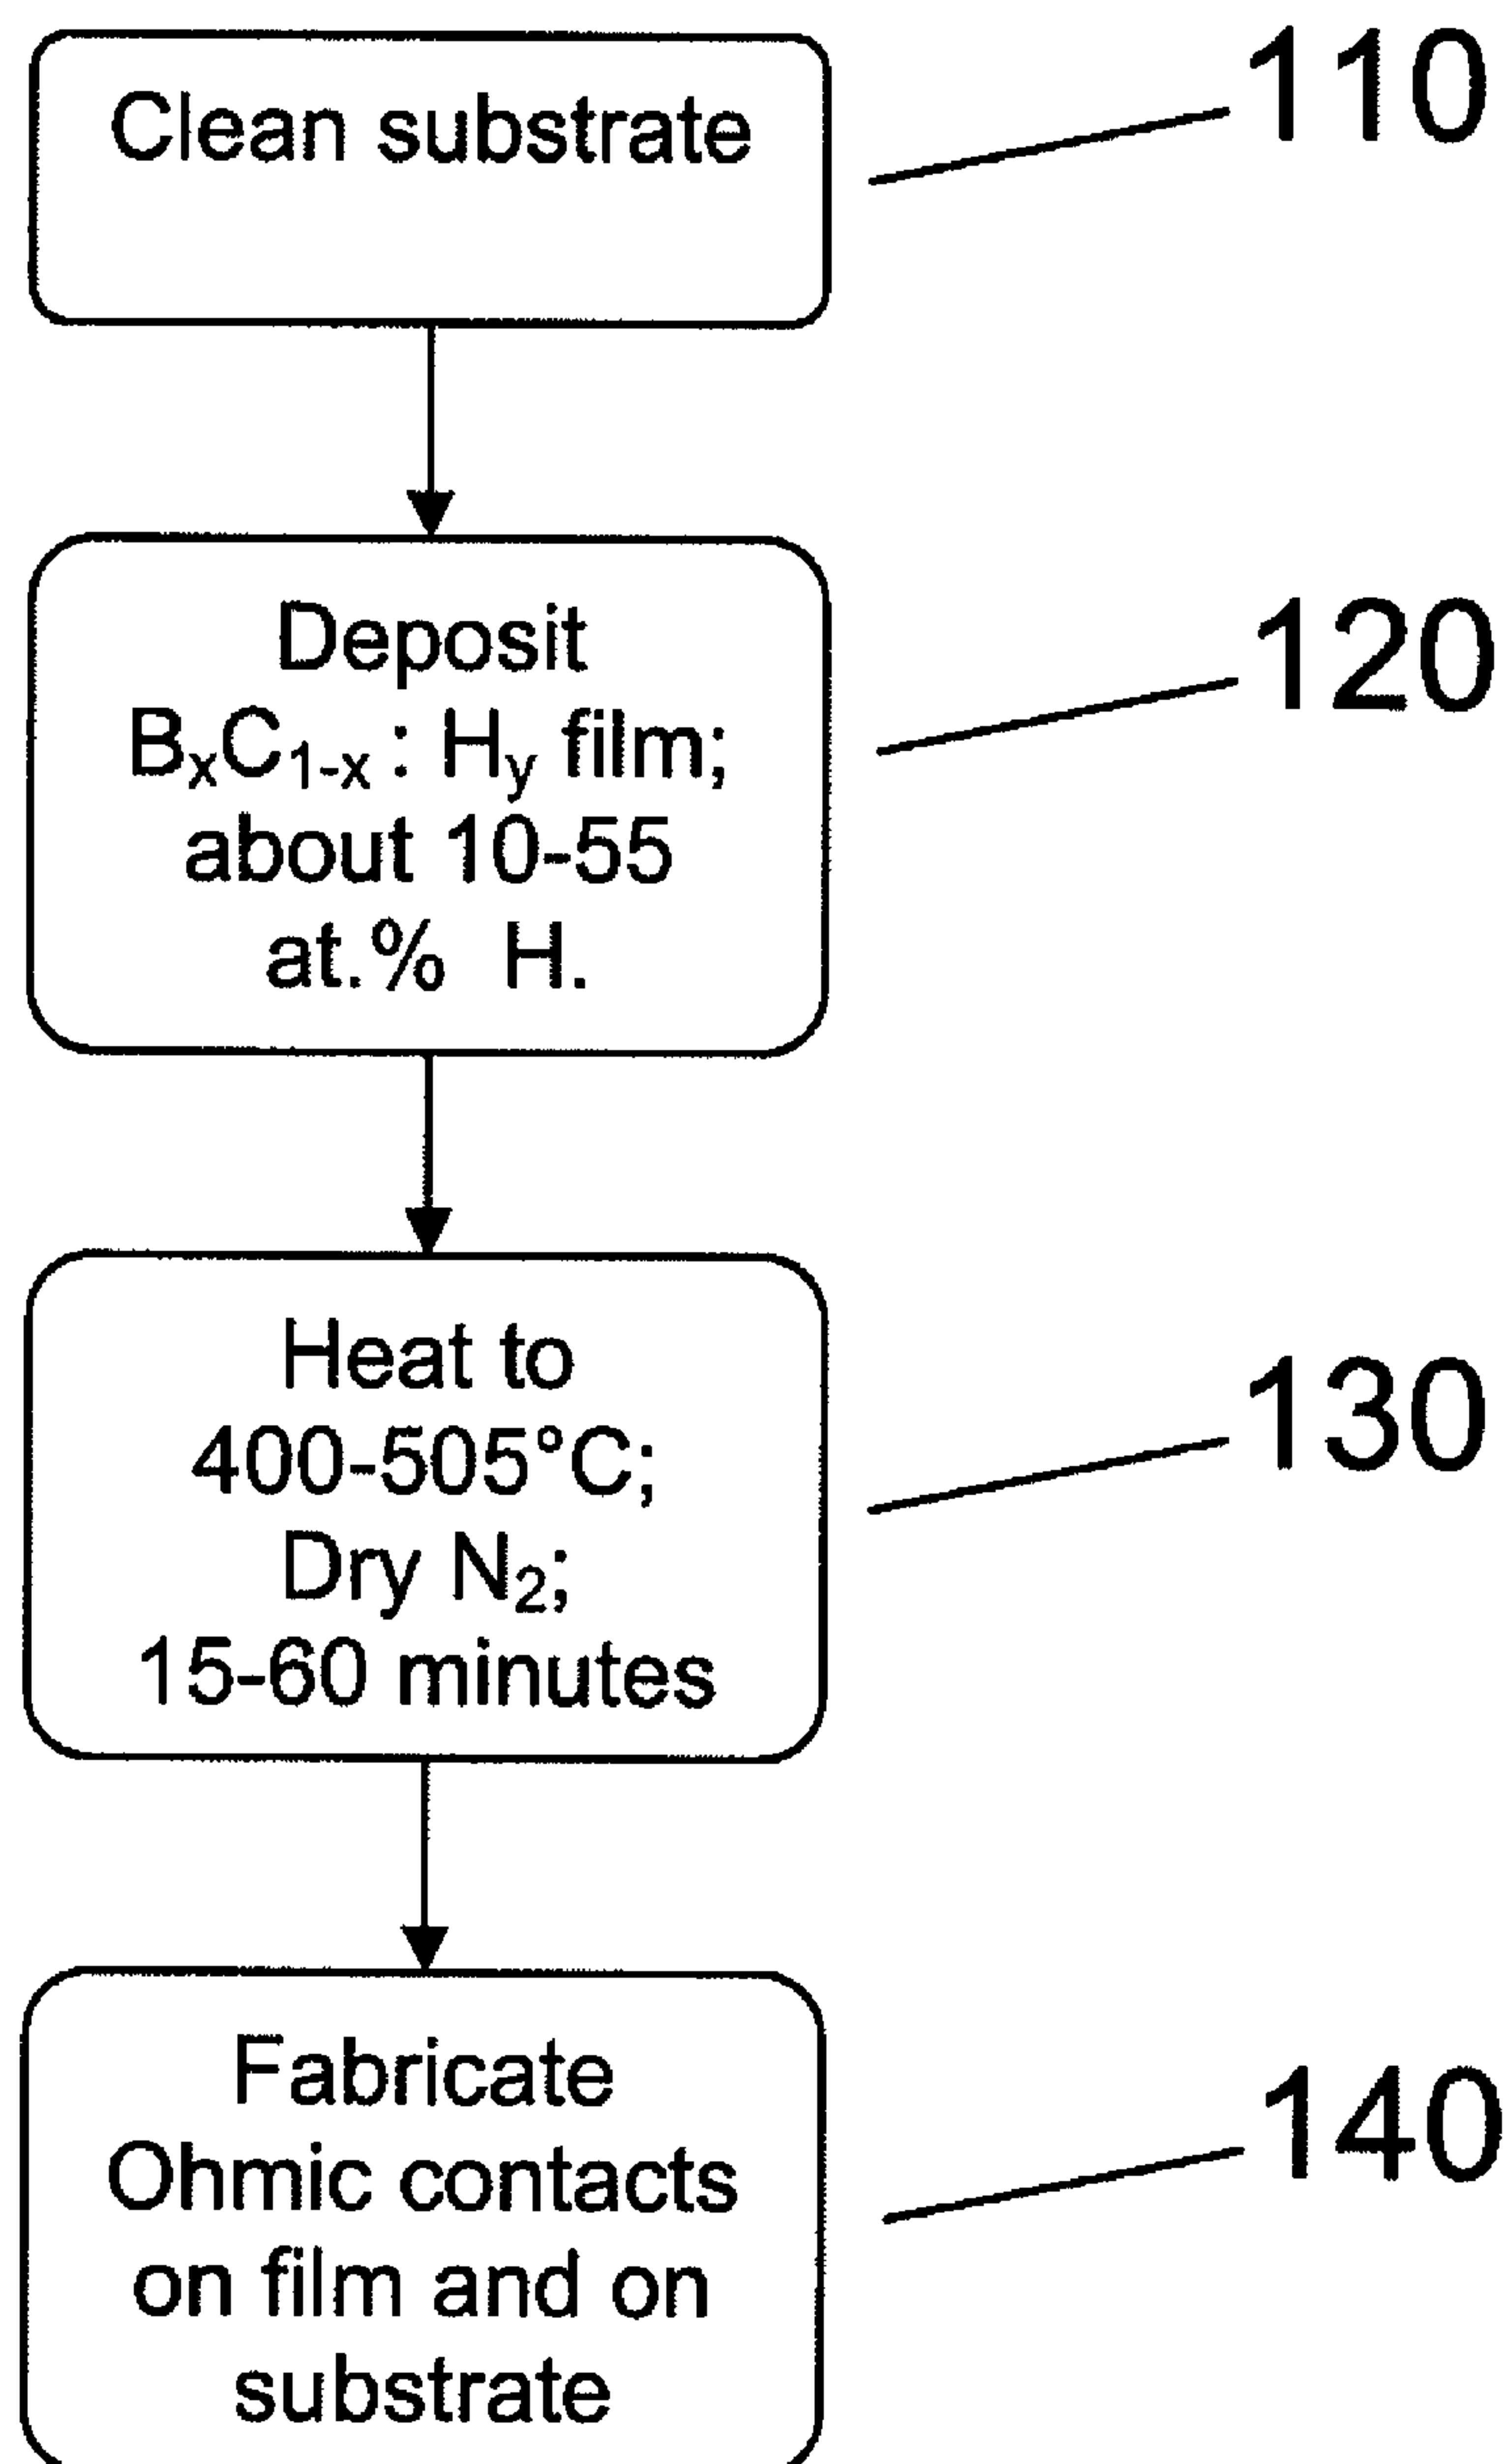 Clean substrate
110
Deposit
BₓC₁₋ₓ : Hᵧ film;
about 10-55
at.% H.
120
Heat to
400-505°C;
Dry N₂;
15-60 minutes
130
Fabricate
Ohmic contacts
on film and on
substrate
140